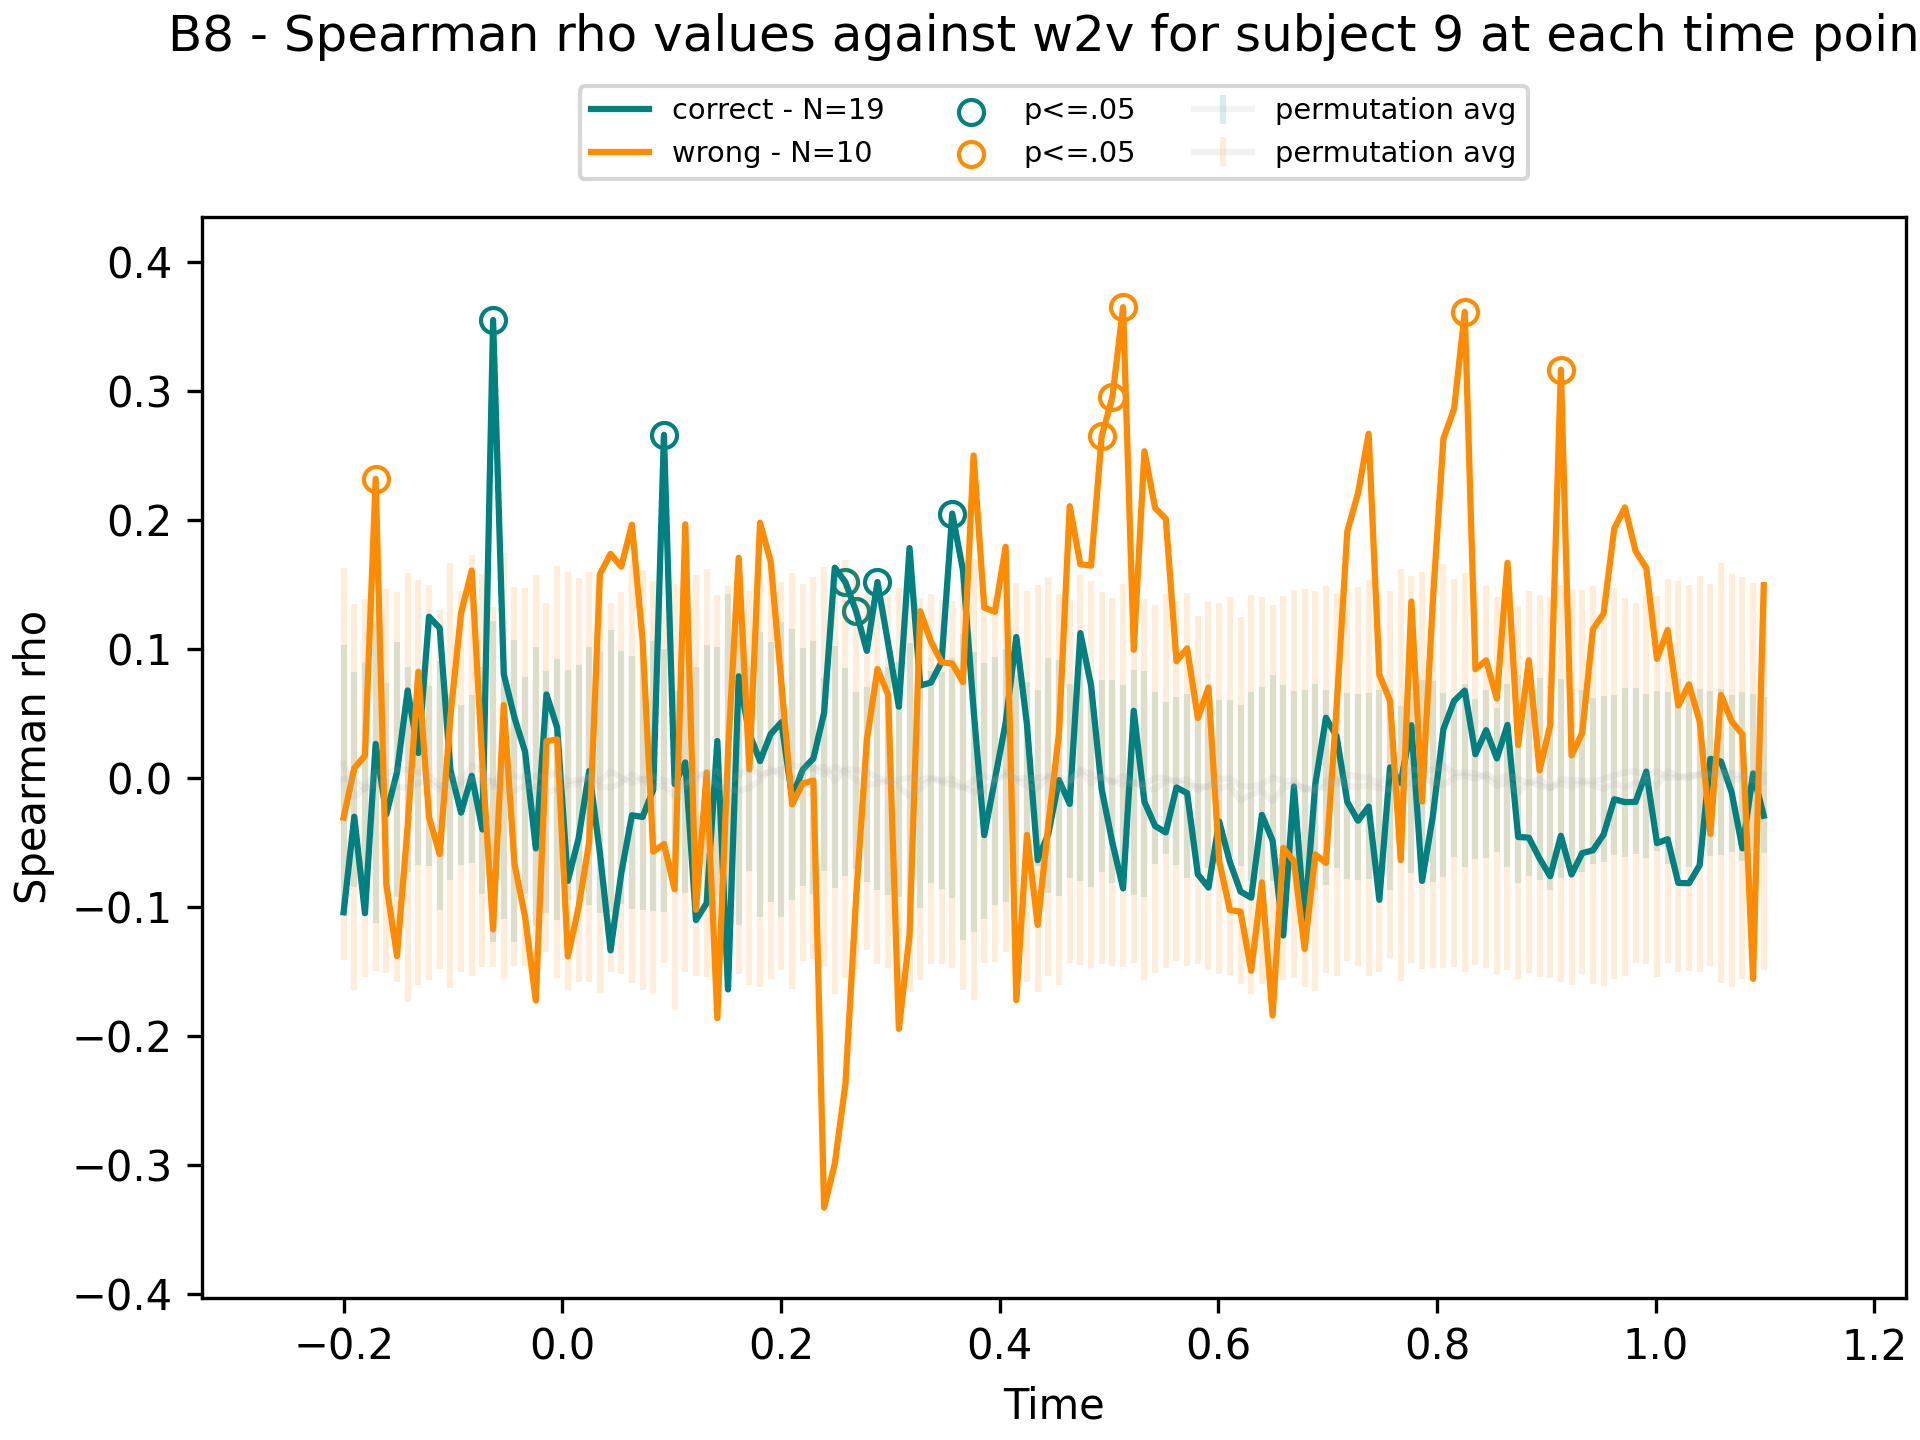 B8 - Spearman rho values against w2v for subject 9 at each time poin
correct - N=19 p<=.05 permutation avg
wrong - N=10 p<=.05 permutation avg
0.4
0.3
0.2
0.1
0.0
−0.1
−0.2
−0.3
−0.4
Spearman rho
−0.2 0.0 0.2 0.4 0.6 0.8 1.0 1.2
Time